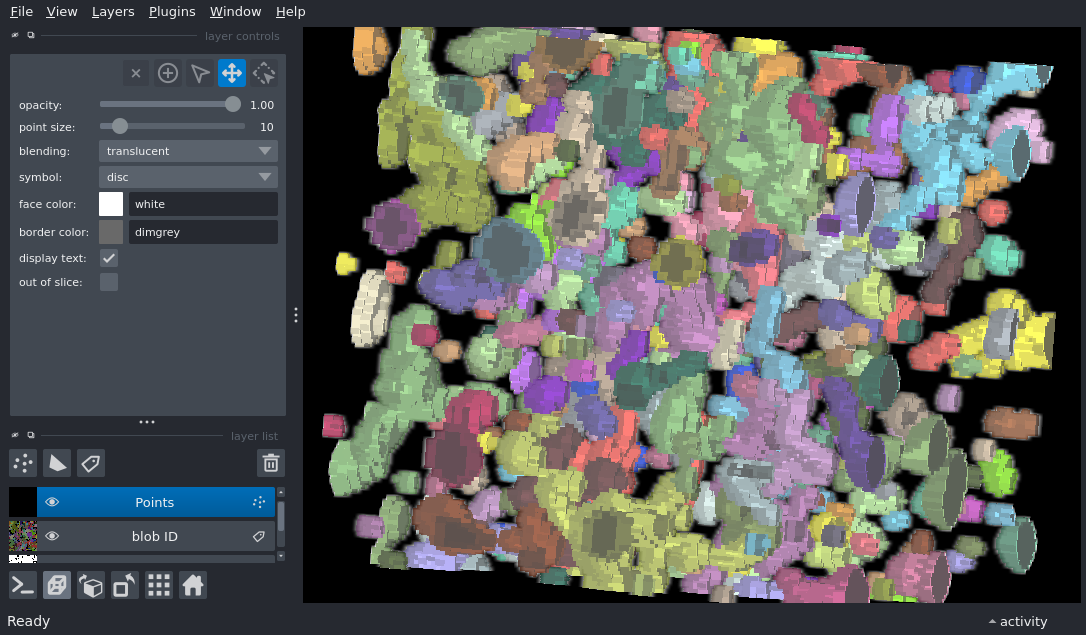 File View Layers Plugins Window Help
layer controls
opacity: 1.00
point size: 10
blending: translucent
symbol: disc
face color: white
border color: dimgrey
display text:
out of slice:
layer list
Points
blob ID
Ready
activity